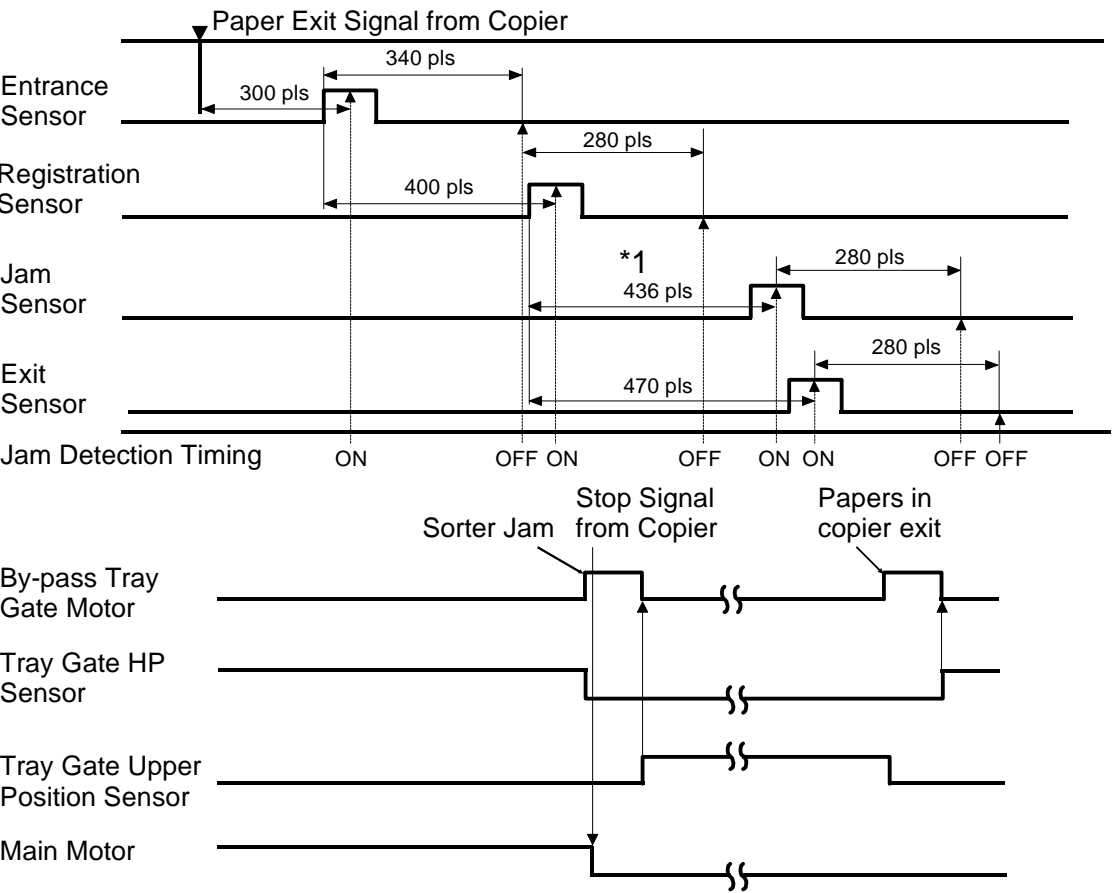 Paper Exit Signal from Copier
340 pls
Entrance
Sensor
300 pls
280 pls
Registration
Sensor
400 pls
*1
280 pls
Jam
Sensor
436 pls
280 pls
Exit
Sensor
470 pls
Jam Detection Timing ON OFF ON OFF ON ON OFF OFF
Stop Signal
from Copier
Sorter Jam
Papers in
copier exit
By-pass Tray
Gate Motor
Tray Gate HP
Sensor
Tray Gate Upper
Position Sensor
Main Motor